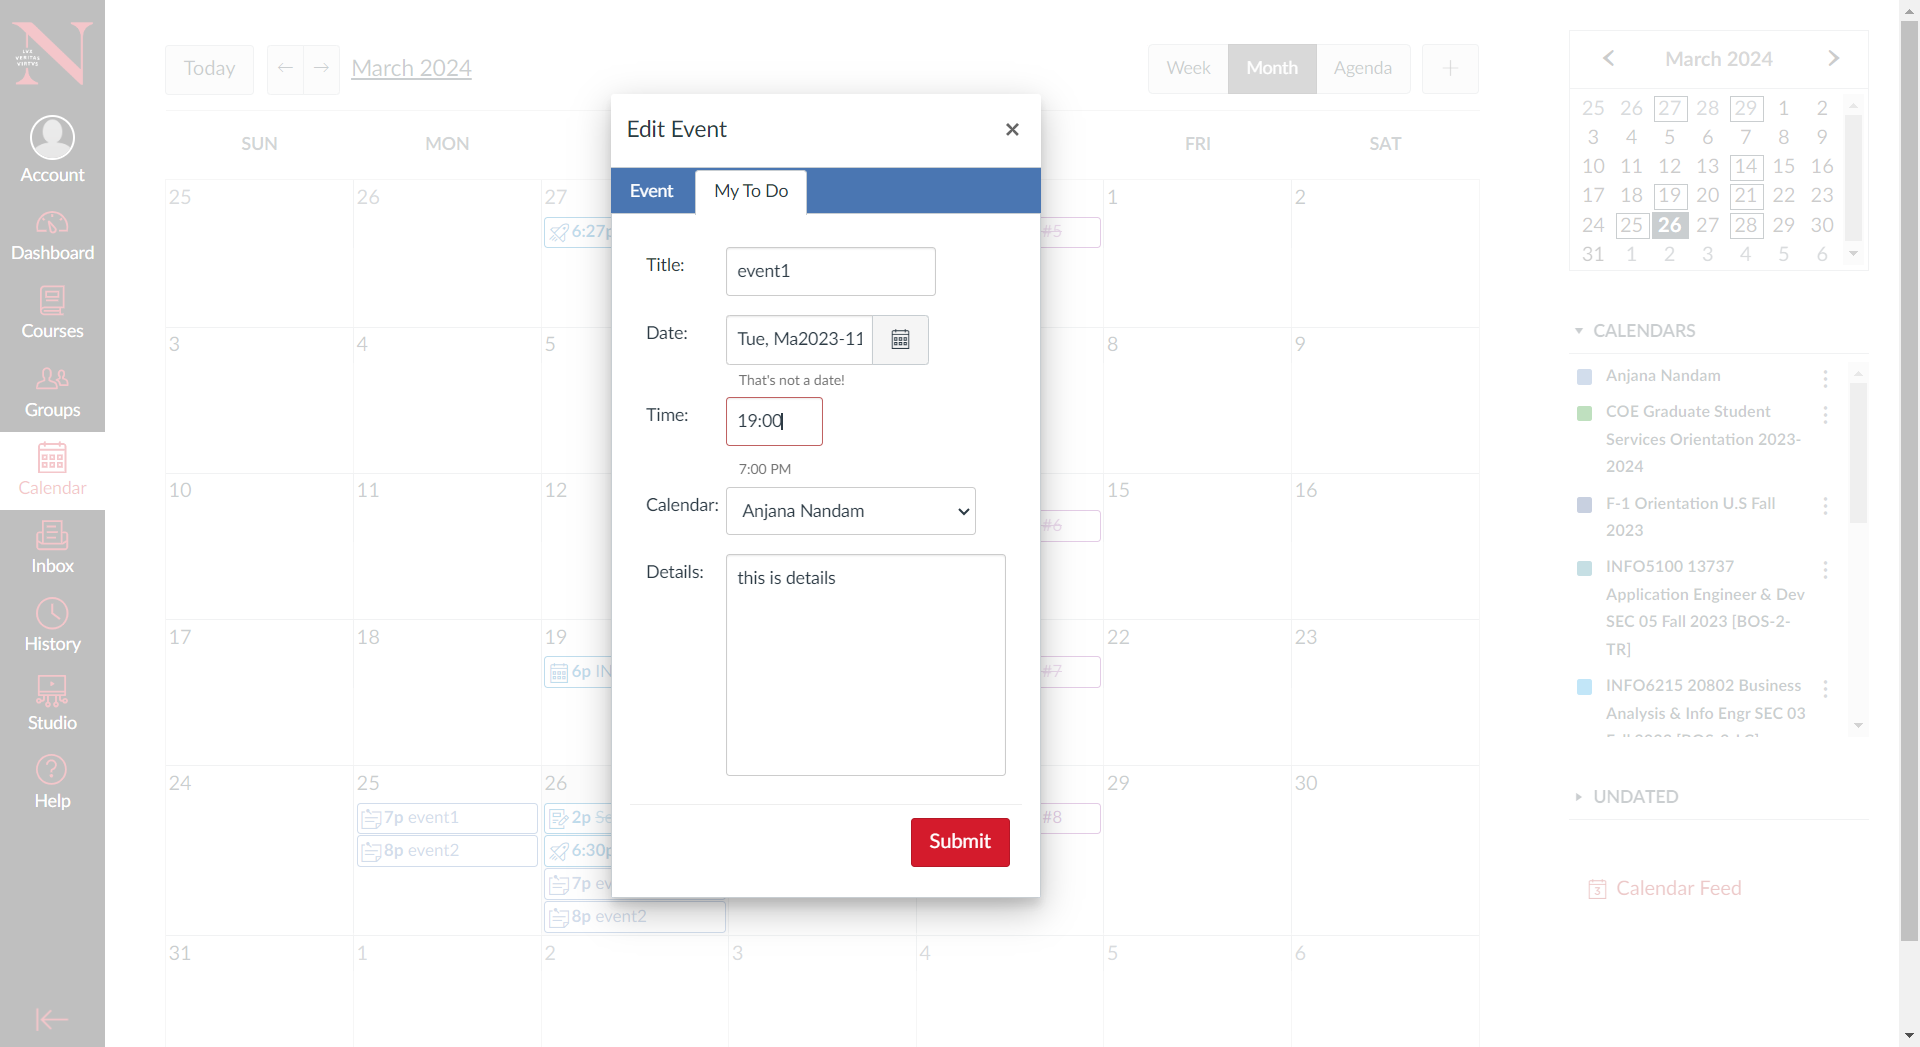 LVX
VERITAS
VIRTVS
N
Account
Dashboard
Courses
Groups
Calendar
Inbox
History
Studio
Help
Today
← →
March 2024
Week
Month
Agenda
+
SUN
MON
FRI
SAT
25
26
27
6:27p
#5
1
2
3
4
5
8
9
10
11
12
#6
15
16
17
18
19
6p IN
#7
22
23
24
25
7p event1
8p event2
26
2p Se
6:30p
7p ev
8p event2
#8
29
30
31
1
2
3
4
5
6
Edit Event
×
Event
My To Do
Title:
event1
Date:
Tue, Ma2023-11
That's not a date!
Time:
19:00
7:00 PM
Calendar:
Anjana Nandam
Details:
this is details
Submit
March 2024
25 26 27 28 29 1 2
3 4 5 6 7 8 9
10 11 12 13 14 15 16
17 18 19 20 21 22 23
24 25 26 27 28 29 30
31 1 2 3 4 5 6
CALENDARS
Anjana Nandam
COE Graduate Student
Services Orientation 2023-
2024
F-1 Orientation U.S Fall
2023
INFO5100 13737
Application Engineer & Dev
SEC 05 Fall 2023 [BOS-2-
TR]
INFO6215 20802 Business
Analysis & Info Engr SEC 03
UNDATED
3
Calendar Feed